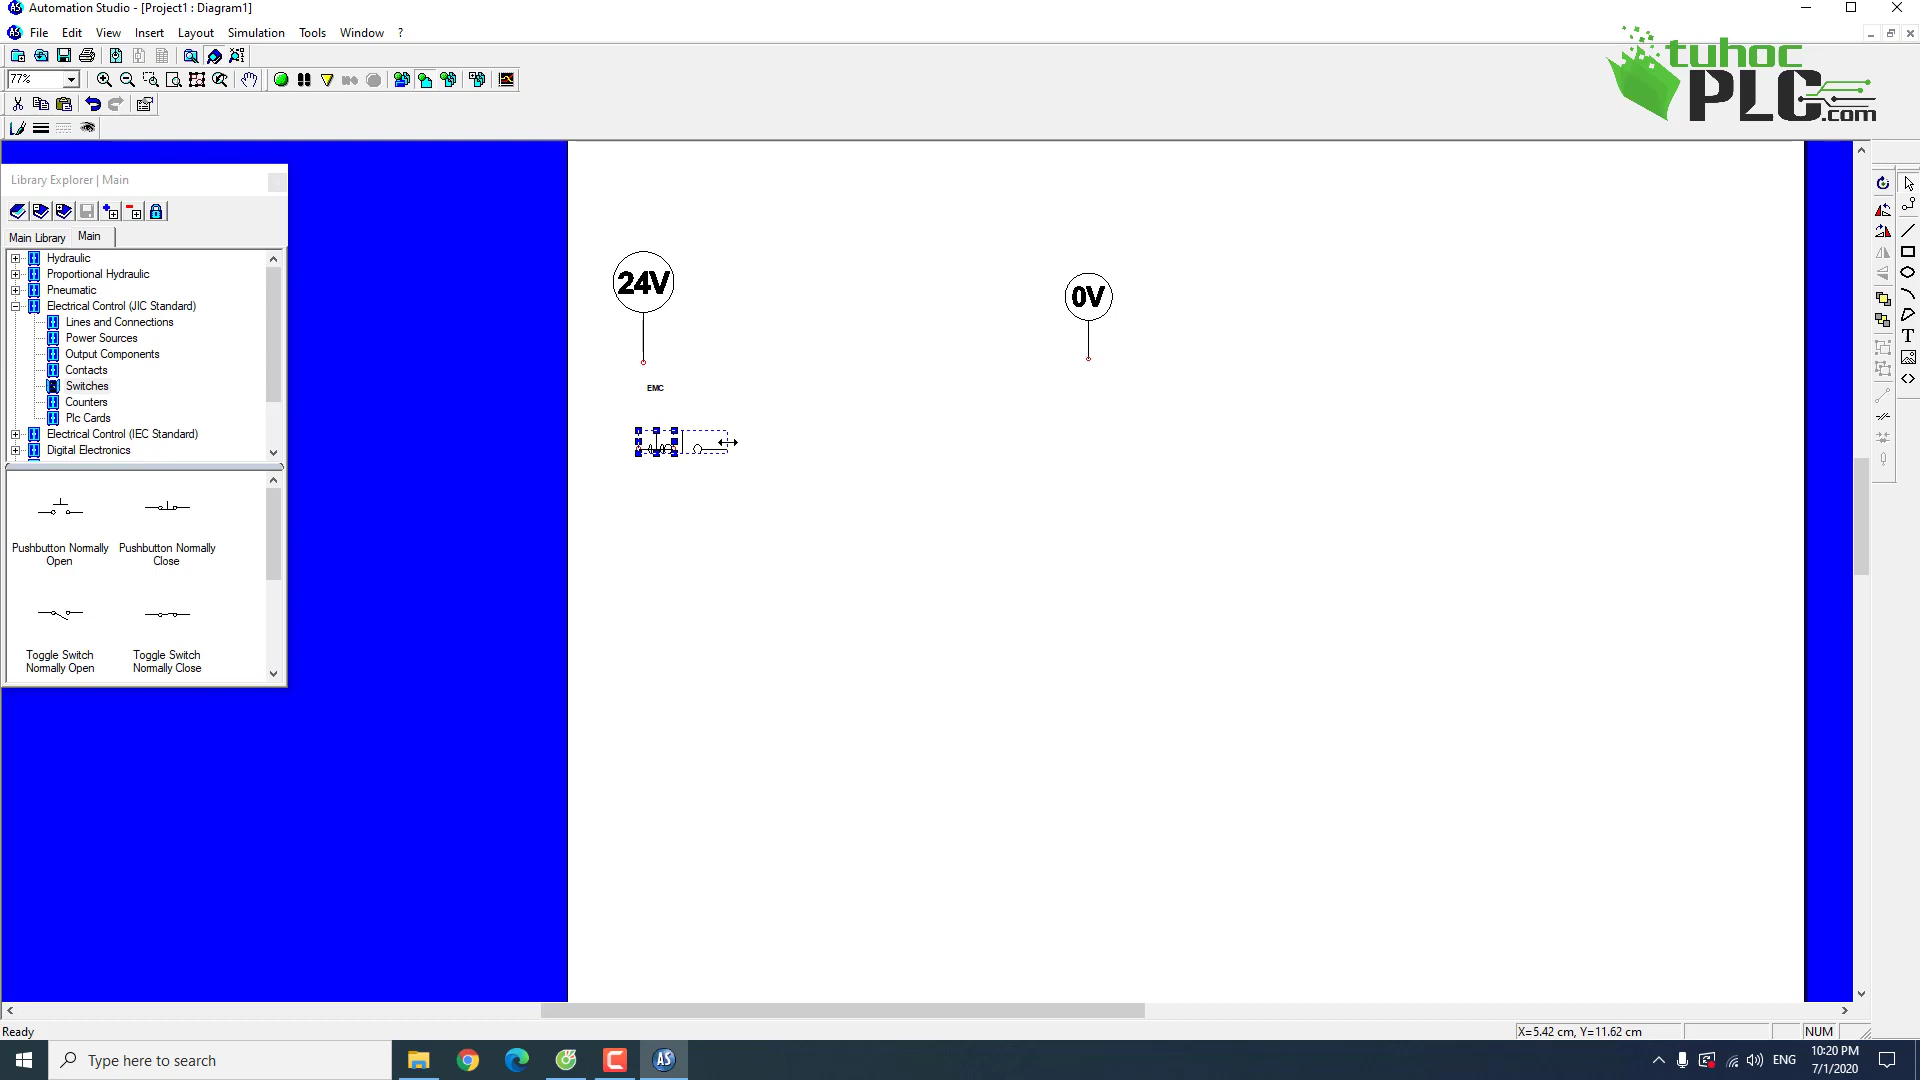 Automation Studio - [Project1 : Diagram1]
File Edit View Insert Layout Simulation Tools Window ?
77%
tuhoc
PLC.com
Library Explorer | Main
Main Library Main
Hydraulic
Proportional Hydraulic
Pneumatic
Electrical Control (JIC Standard)
Lines and Connections
Power Sources
Output Components
Contacts
Switches
Counters
Plc Cards
Electrical Control (IEC Standard)
Digital Electronics
Pushbutton Normally
Open
Pushbutton Normally
Close
Toggle Switch
Normally Open
Toggle Switch
Normally Close
24V
0V
EMC
Ready
X=5.42 cm, Y=11.62 cm
NUM
Type here to search
ENG
10:20 PM
7/1/2020